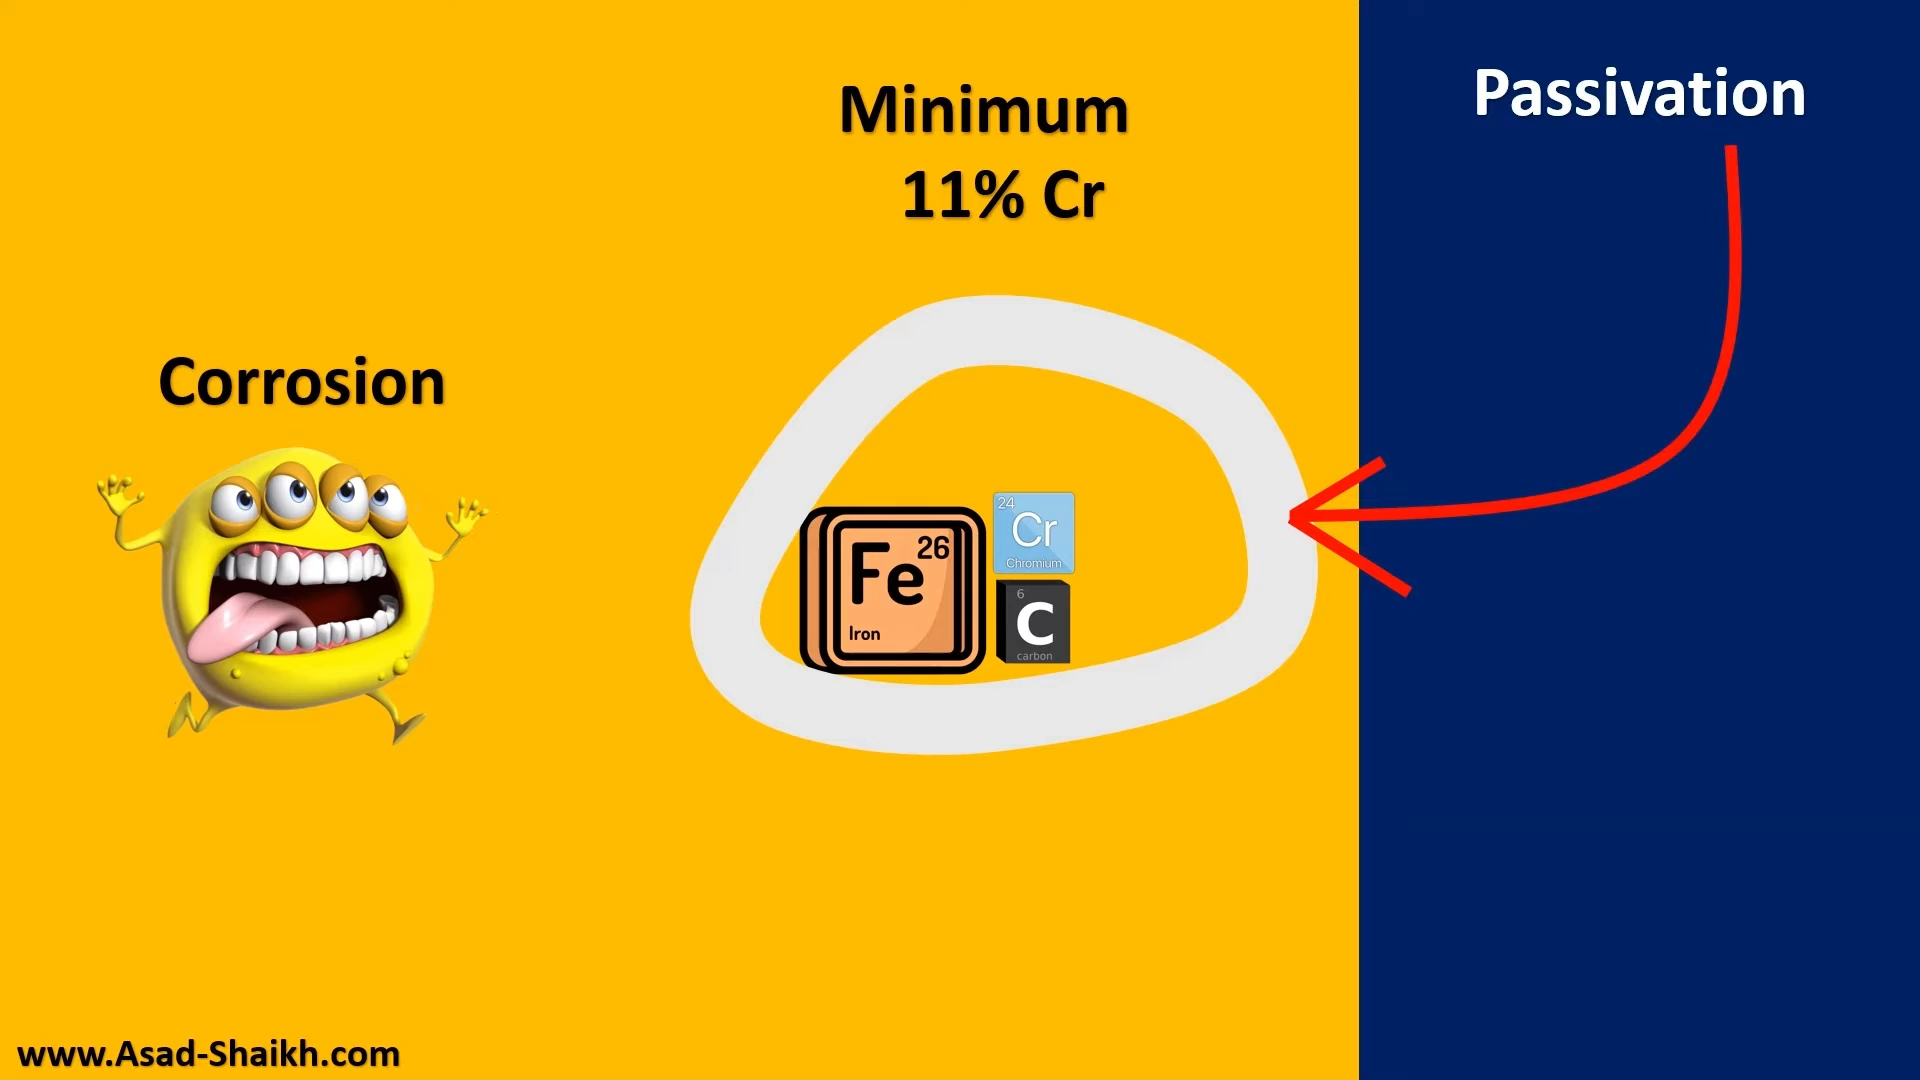 Passivation
Minimum
11% Cr
Corrosion
24
Cr
Chromium
Fe 26
Iron
6
C
carbon
www.Asad-Shaikh.com